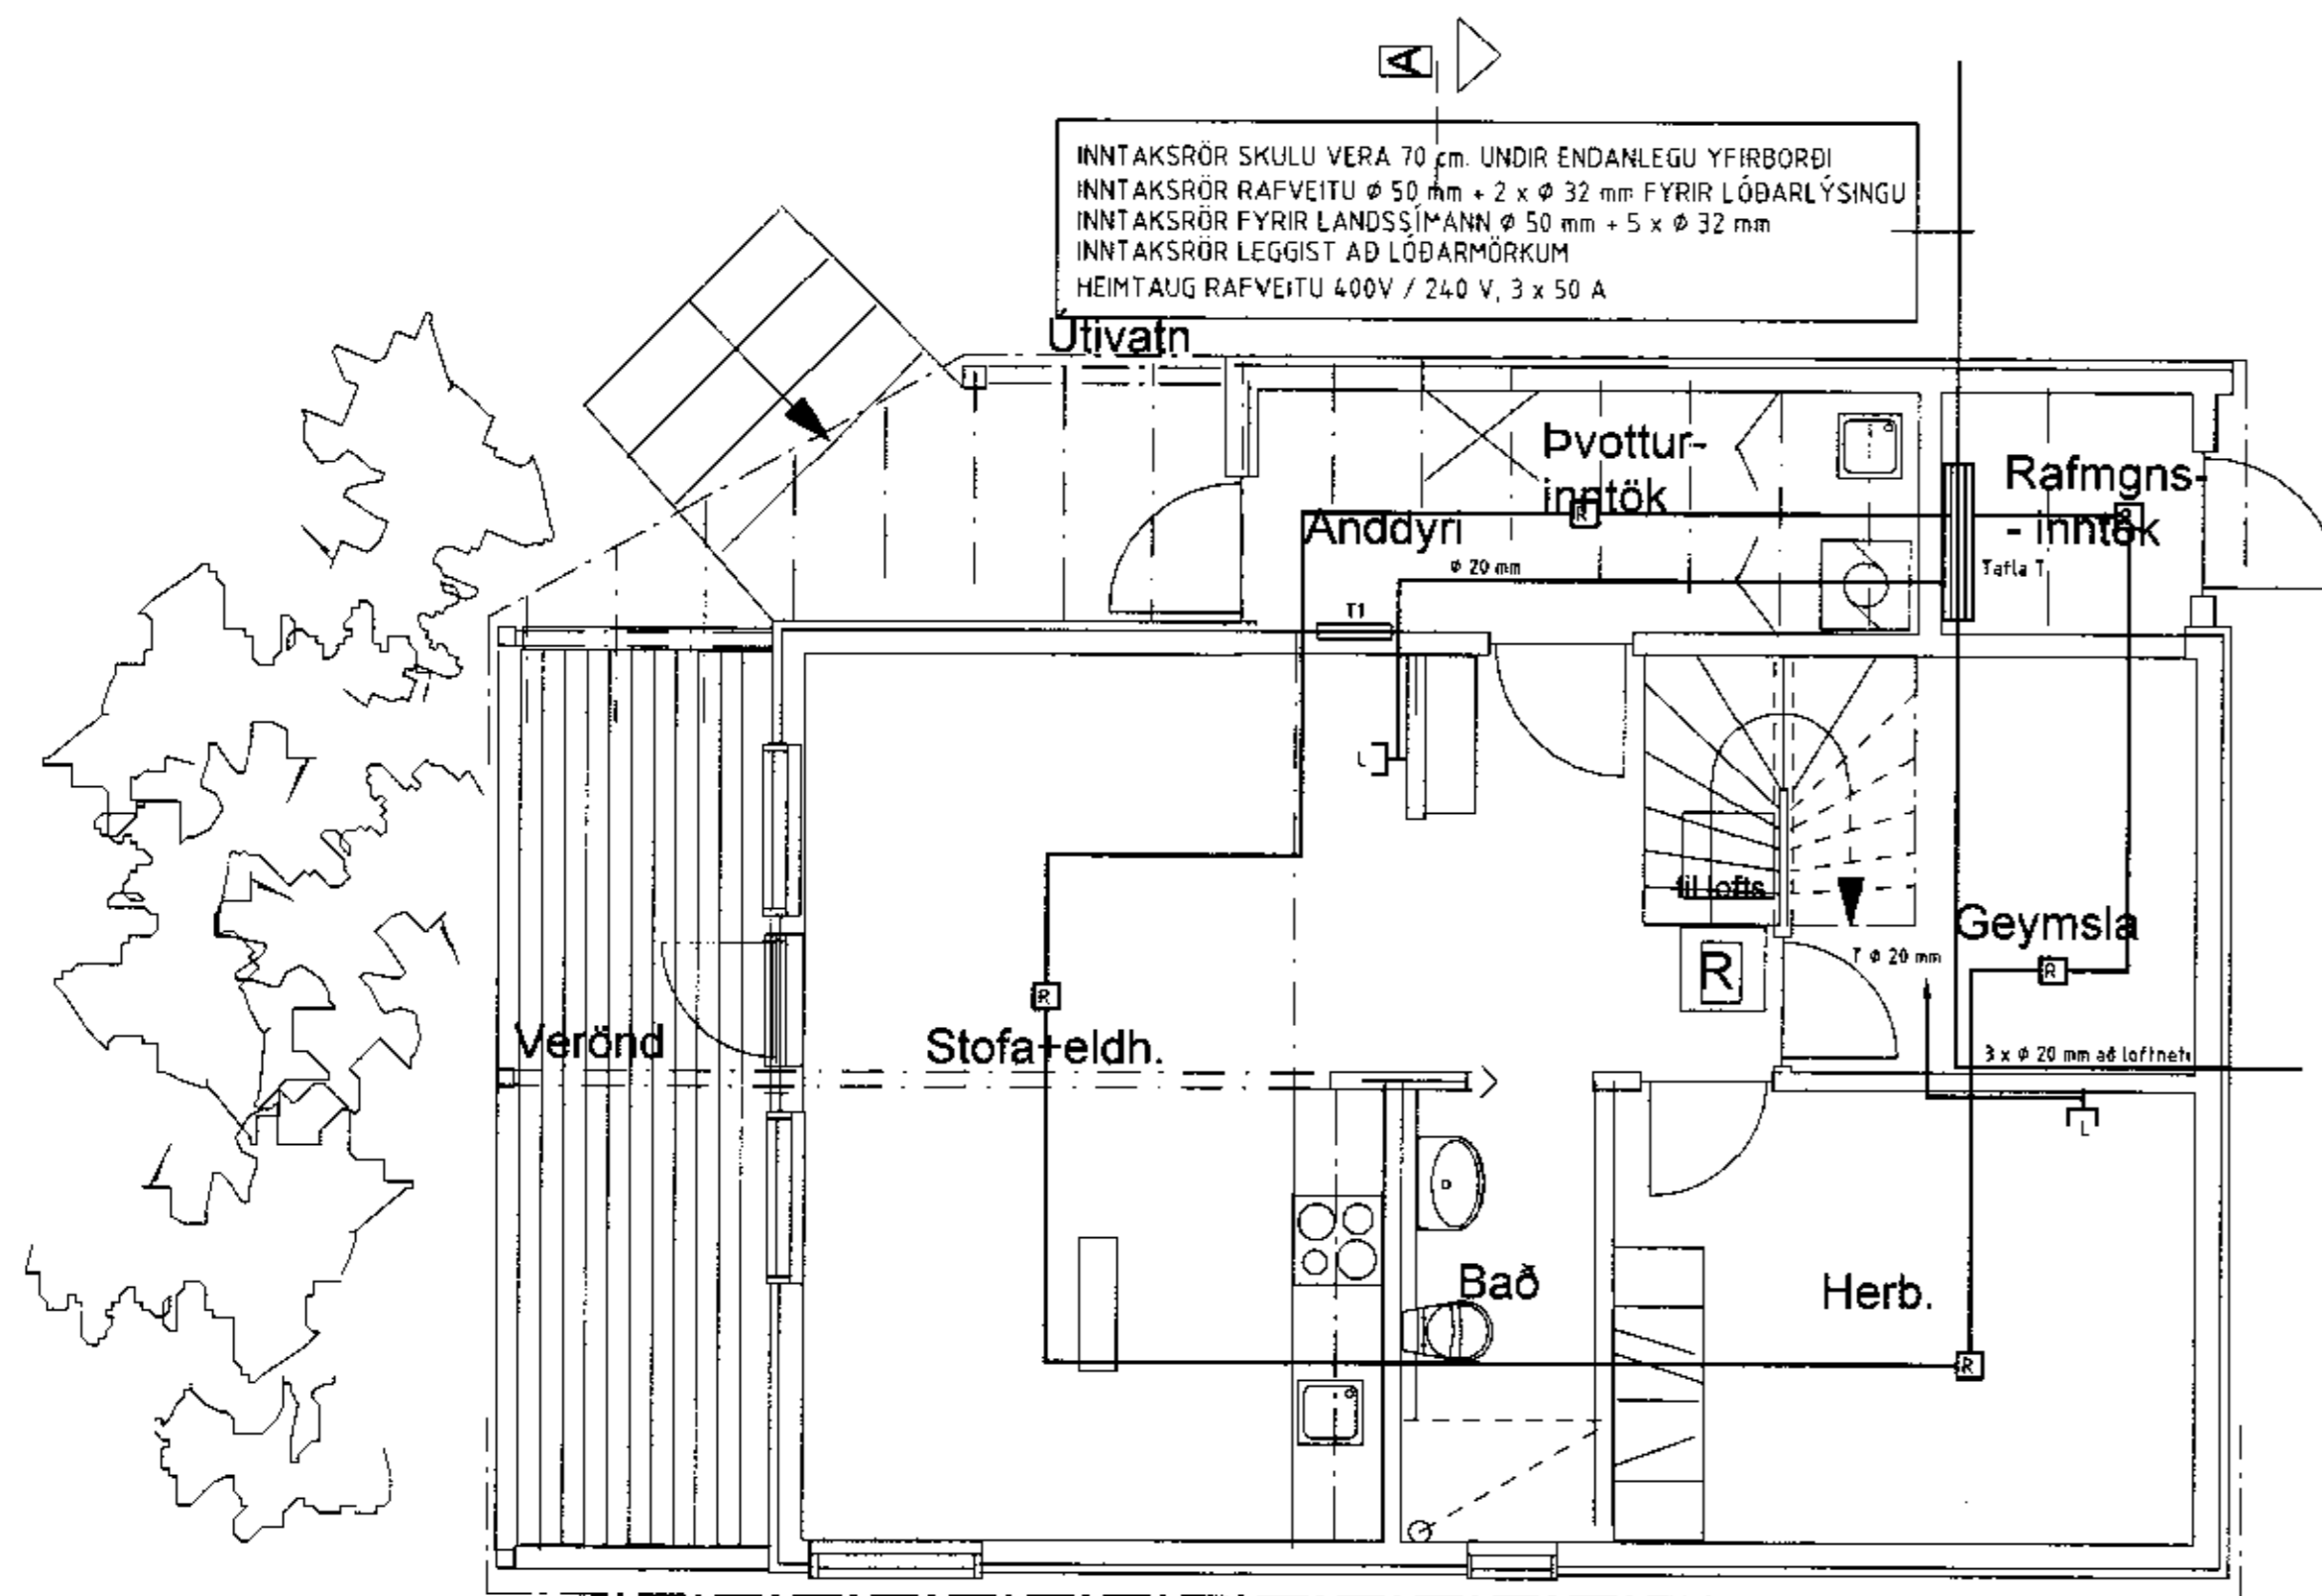 A
INNTAKSRÖR SKULU VERA 70 cm. UNDIR ENDANLEGU YFIRBORÐI
INNTAKSRÖR RAFVEITU ϕ 50 mm + 2 x ϕ 32 mm FYRIR LÓÐARLÝSINGU
INNTAKSRÖR FYRIR LANDSSÍMANN ϕ 50 mm + 5 x ϕ 32 mm
INNTAKSRÖR LEGGIST AÐ LÓÐARMÖRKUM
HEIMTAUG RAFVEITU 400V / 240 V, 3 x 50 A
Útivatn
Þvottur-
inntök
R
Rafmgns-
- inntök
R
Anddyri
ϕ 20 mm
Tafla T
T1
L
til lofts
Geymsla
T ϕ 20 mm
R
R
R
Verönd
Stofa+eldh.
3 x ϕ 20 mm að loftneti
L
Bað
Herb.
R